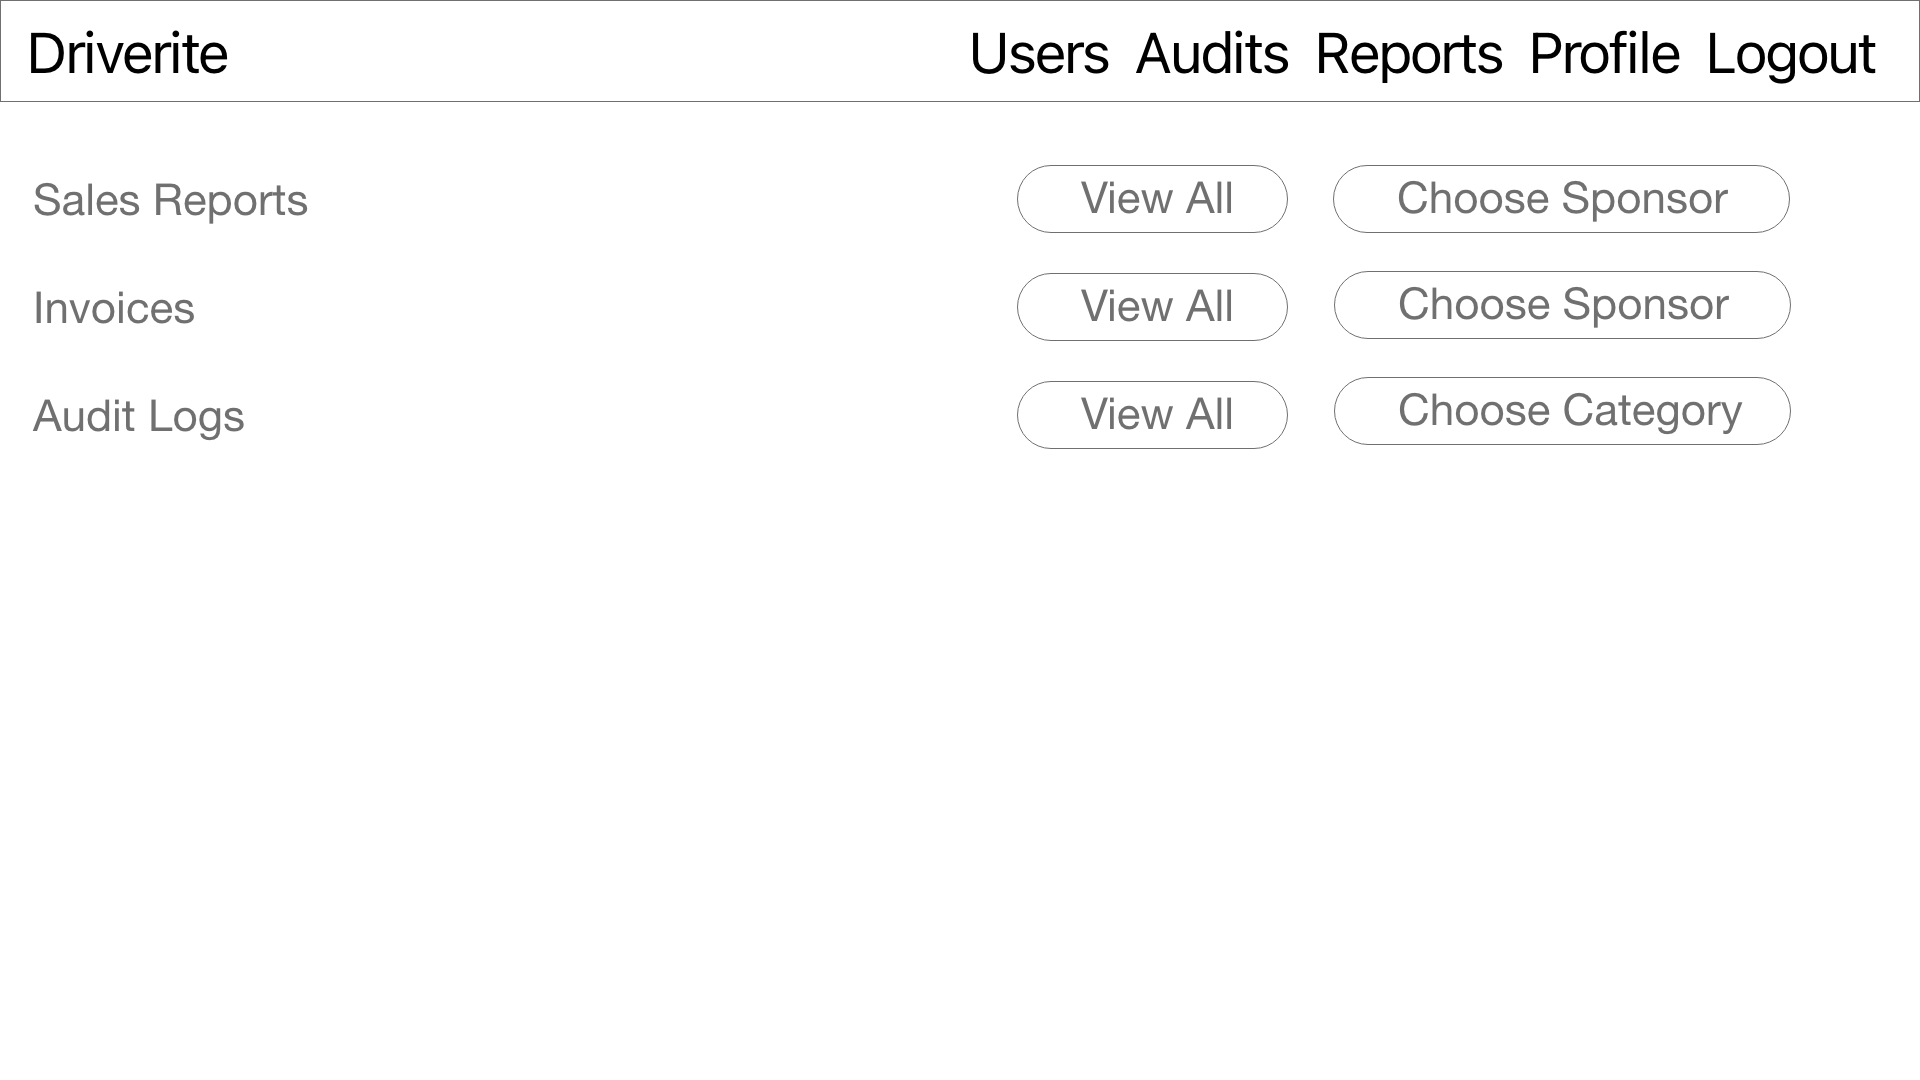 Driverite Users Audits Reports Profile Logout
Sales Reports View All Choose Sponsor
Invoices View All Choose Sponsor
Audit Logs View All Choose Category